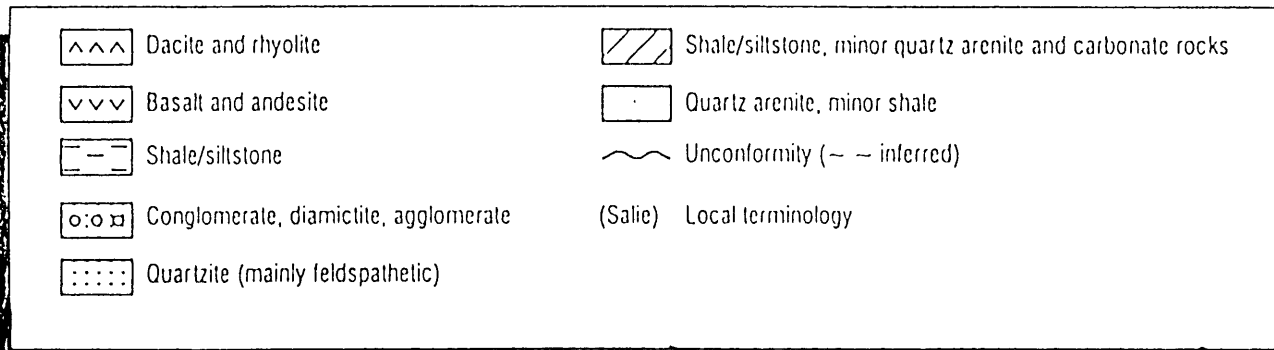 Dacite and rhyolite
Basalt and andesite
Shale/siltstone
Conglomerate, diamictite, agglomerate
Quartzite (mainly feldspathetic)
Shale/siltstone, minor quartz arenite and carbonate rocks
Quartz arenite, minor shale
Unconformity (– – inferred)
(Salie) Local terminology